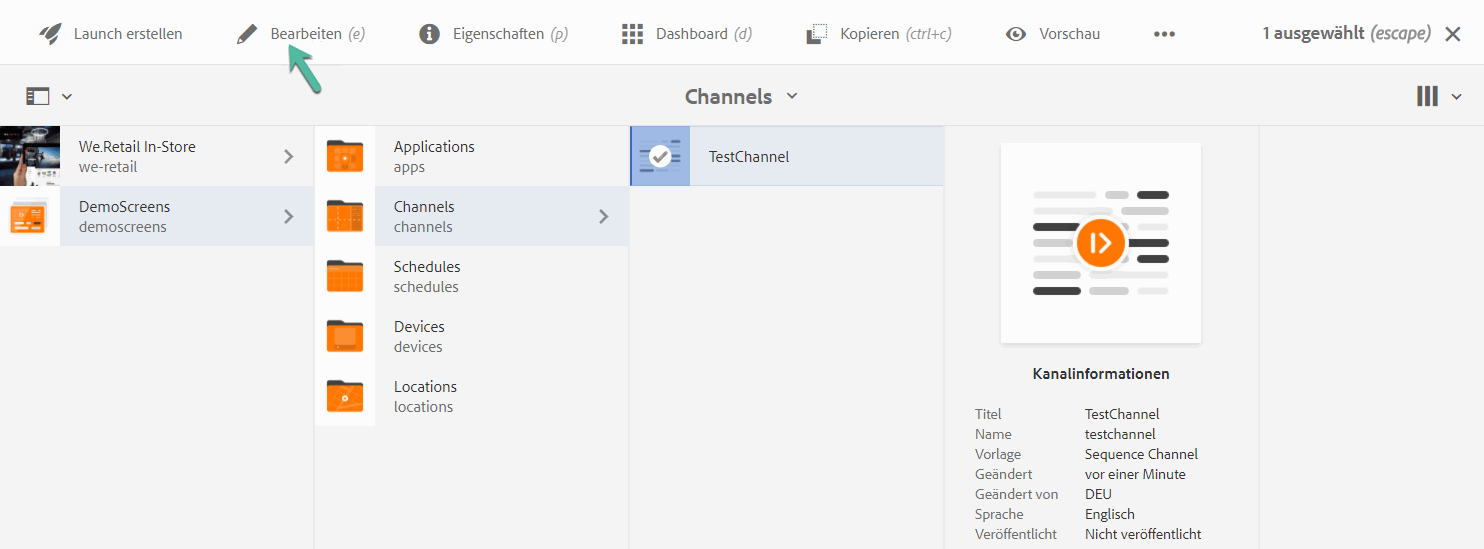 Launch erstellen
Bearbeiten (e)
Eigenschaften (p)
Dashboard (d)
Kopieren (ctrl+c)
Vorschau
1 ausgewählt (escape)
Channels
We.Retail In-Store
we-retail
DemoScreens
demoscreens
Applications
apps
Channels
channels
Schedules
schedules
Devices
devices
Locations
locations
TestChannel
Kanalinformationen
Titel TestChannel
Name testchannel
Vorlage Sequence Channel
Geändert vor einer Minute
Geändert von DEU
Sprache Englisch
Veröffentlicht Nicht veröffentlicht